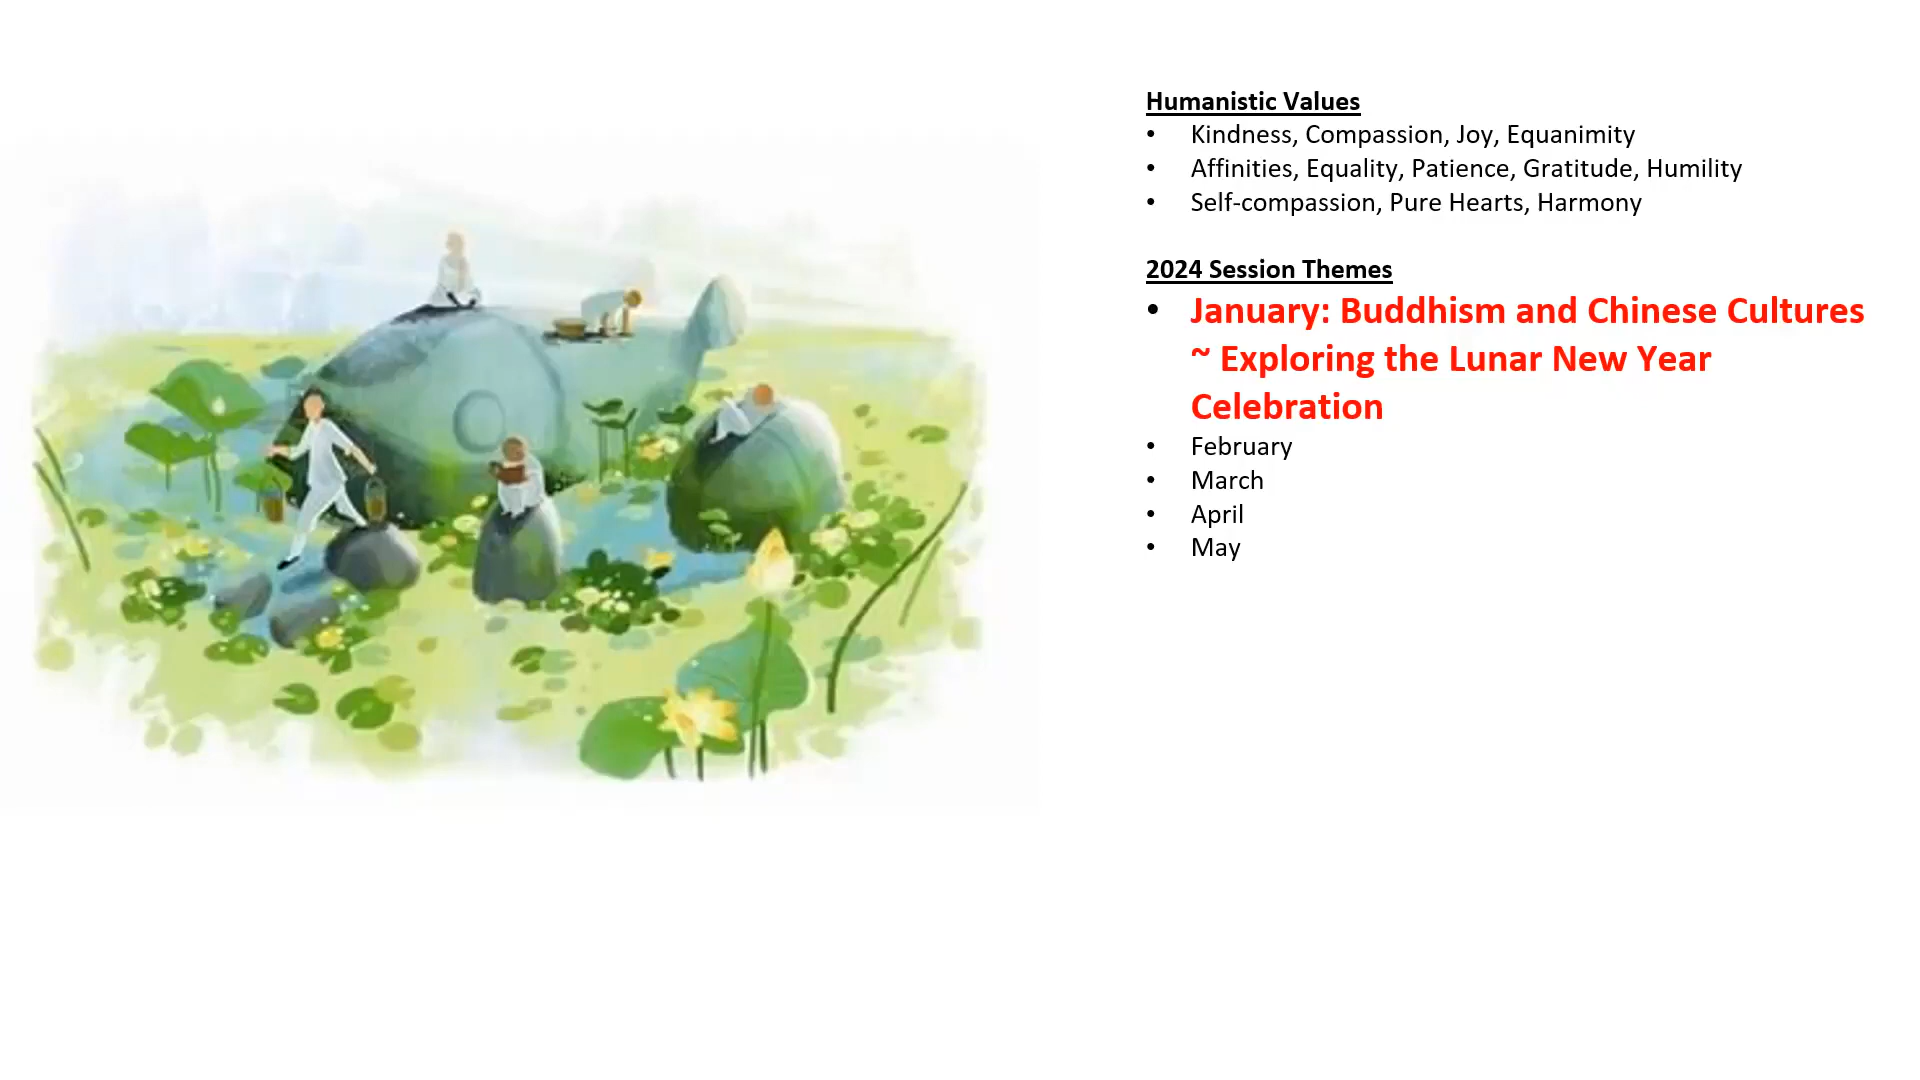 Humanistic Values
• Kindness, Compassion, Joy, Equanimity
• Affinities, Equality, Patience, Gratitude, Humility
• Self-compassion, Pure Hearts, Harmony
2024 Session Themes
• January: Buddhism and Chinese Cultures
~ Exploring the Lunar New Year
Celebration
• February
• March
• April
• May